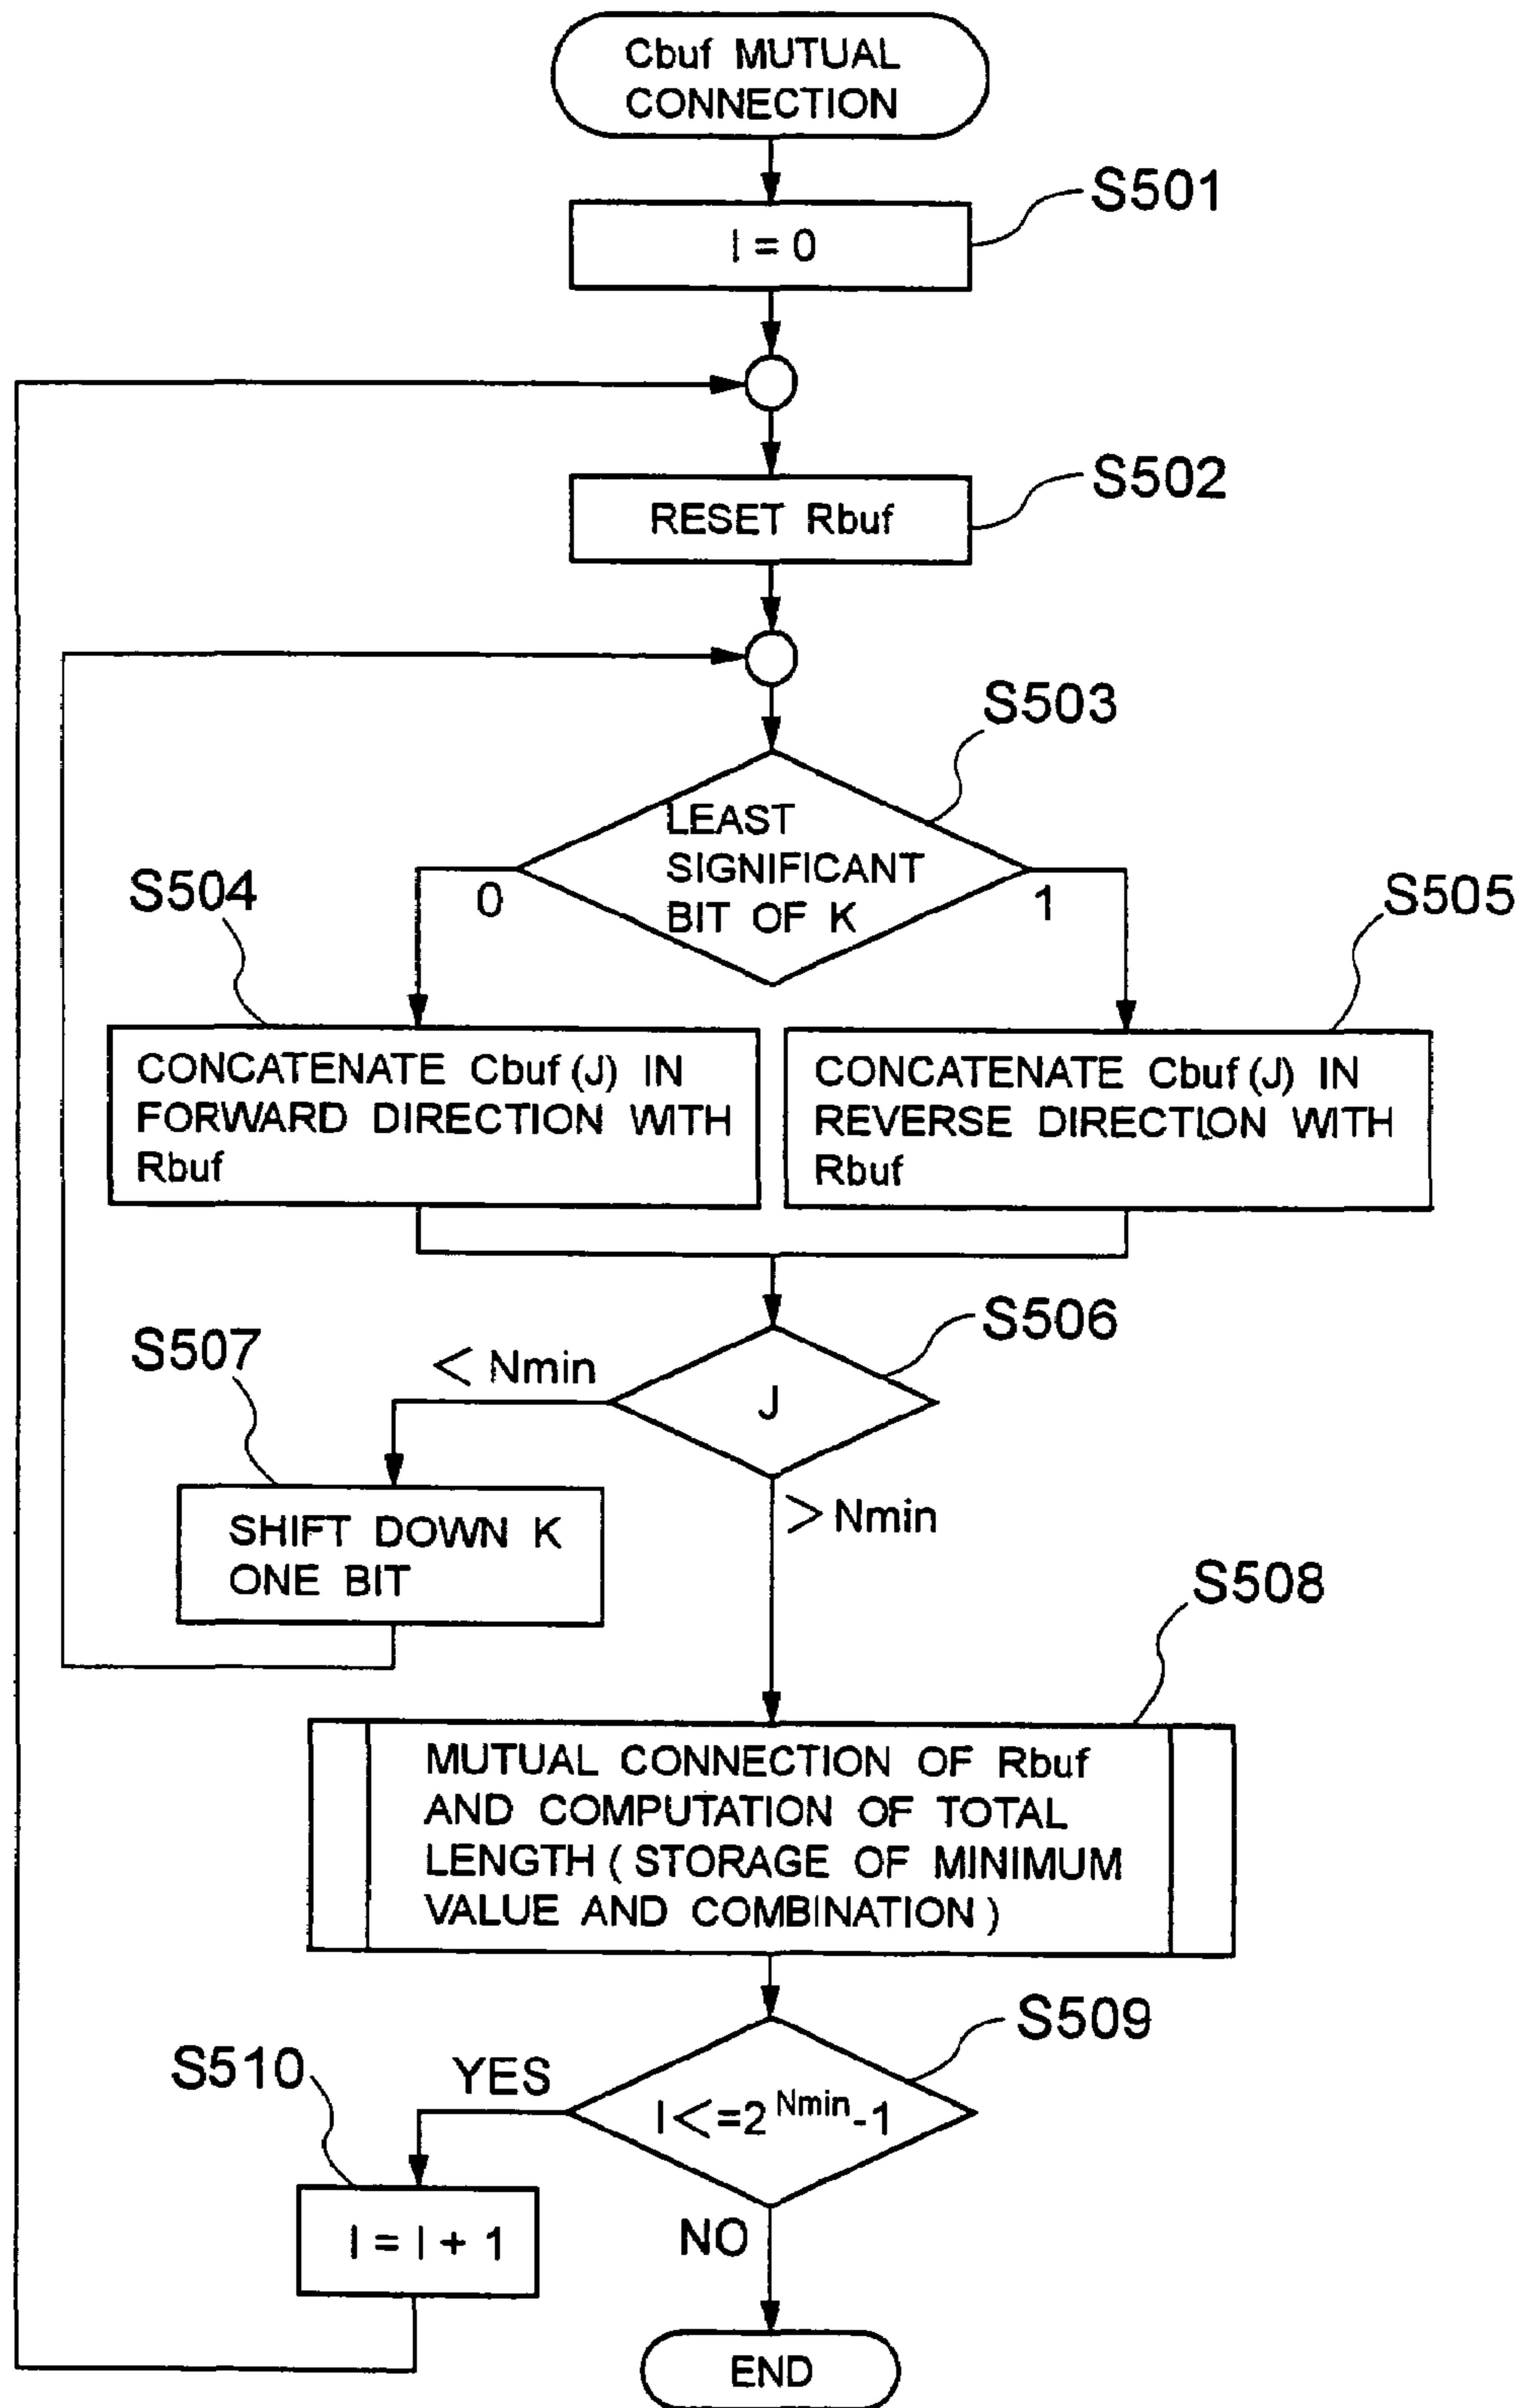 Cbuf MUTUAL
CONNECTION
S501
I = 0
S502
RESET Rbuf
S503
LEAST
SIGNIFICANT
BIT OF K
0
1
S504
S505
CONCATENATE Cbuf(J) IN
FORWARD DIRECTION WITH
Rbuf
CONCATENATE Cbuf(J) IN
REVERSE DIRECTION WITH
Rbuf
S506
S507
< Nmin
J
> Nmin
SHIFT DOWN K
ONE BIT
S508
MUTUAL CONNECTION OF Rbuf
AND COMPUTATION OF TOTAL
LENGTH (STORAGE OF MINIMUM
VALUE AND COMBINATION)
S509
S510
YES
I<=2^Nmin-1
I = I + 1
NO
END